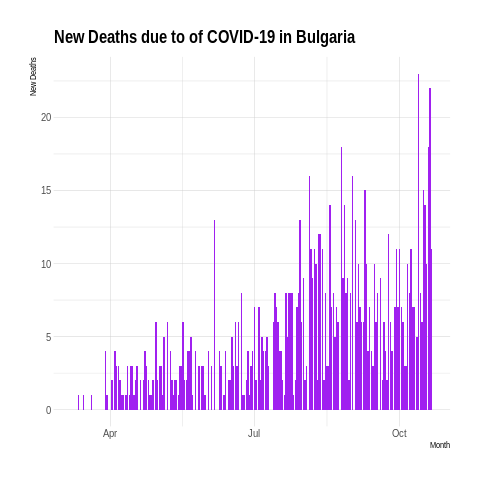 New Deaths due to of COVID-19 in Bulgaria
New Deaths
20
15
10
5
0
Apr
Jul
Oct
Month